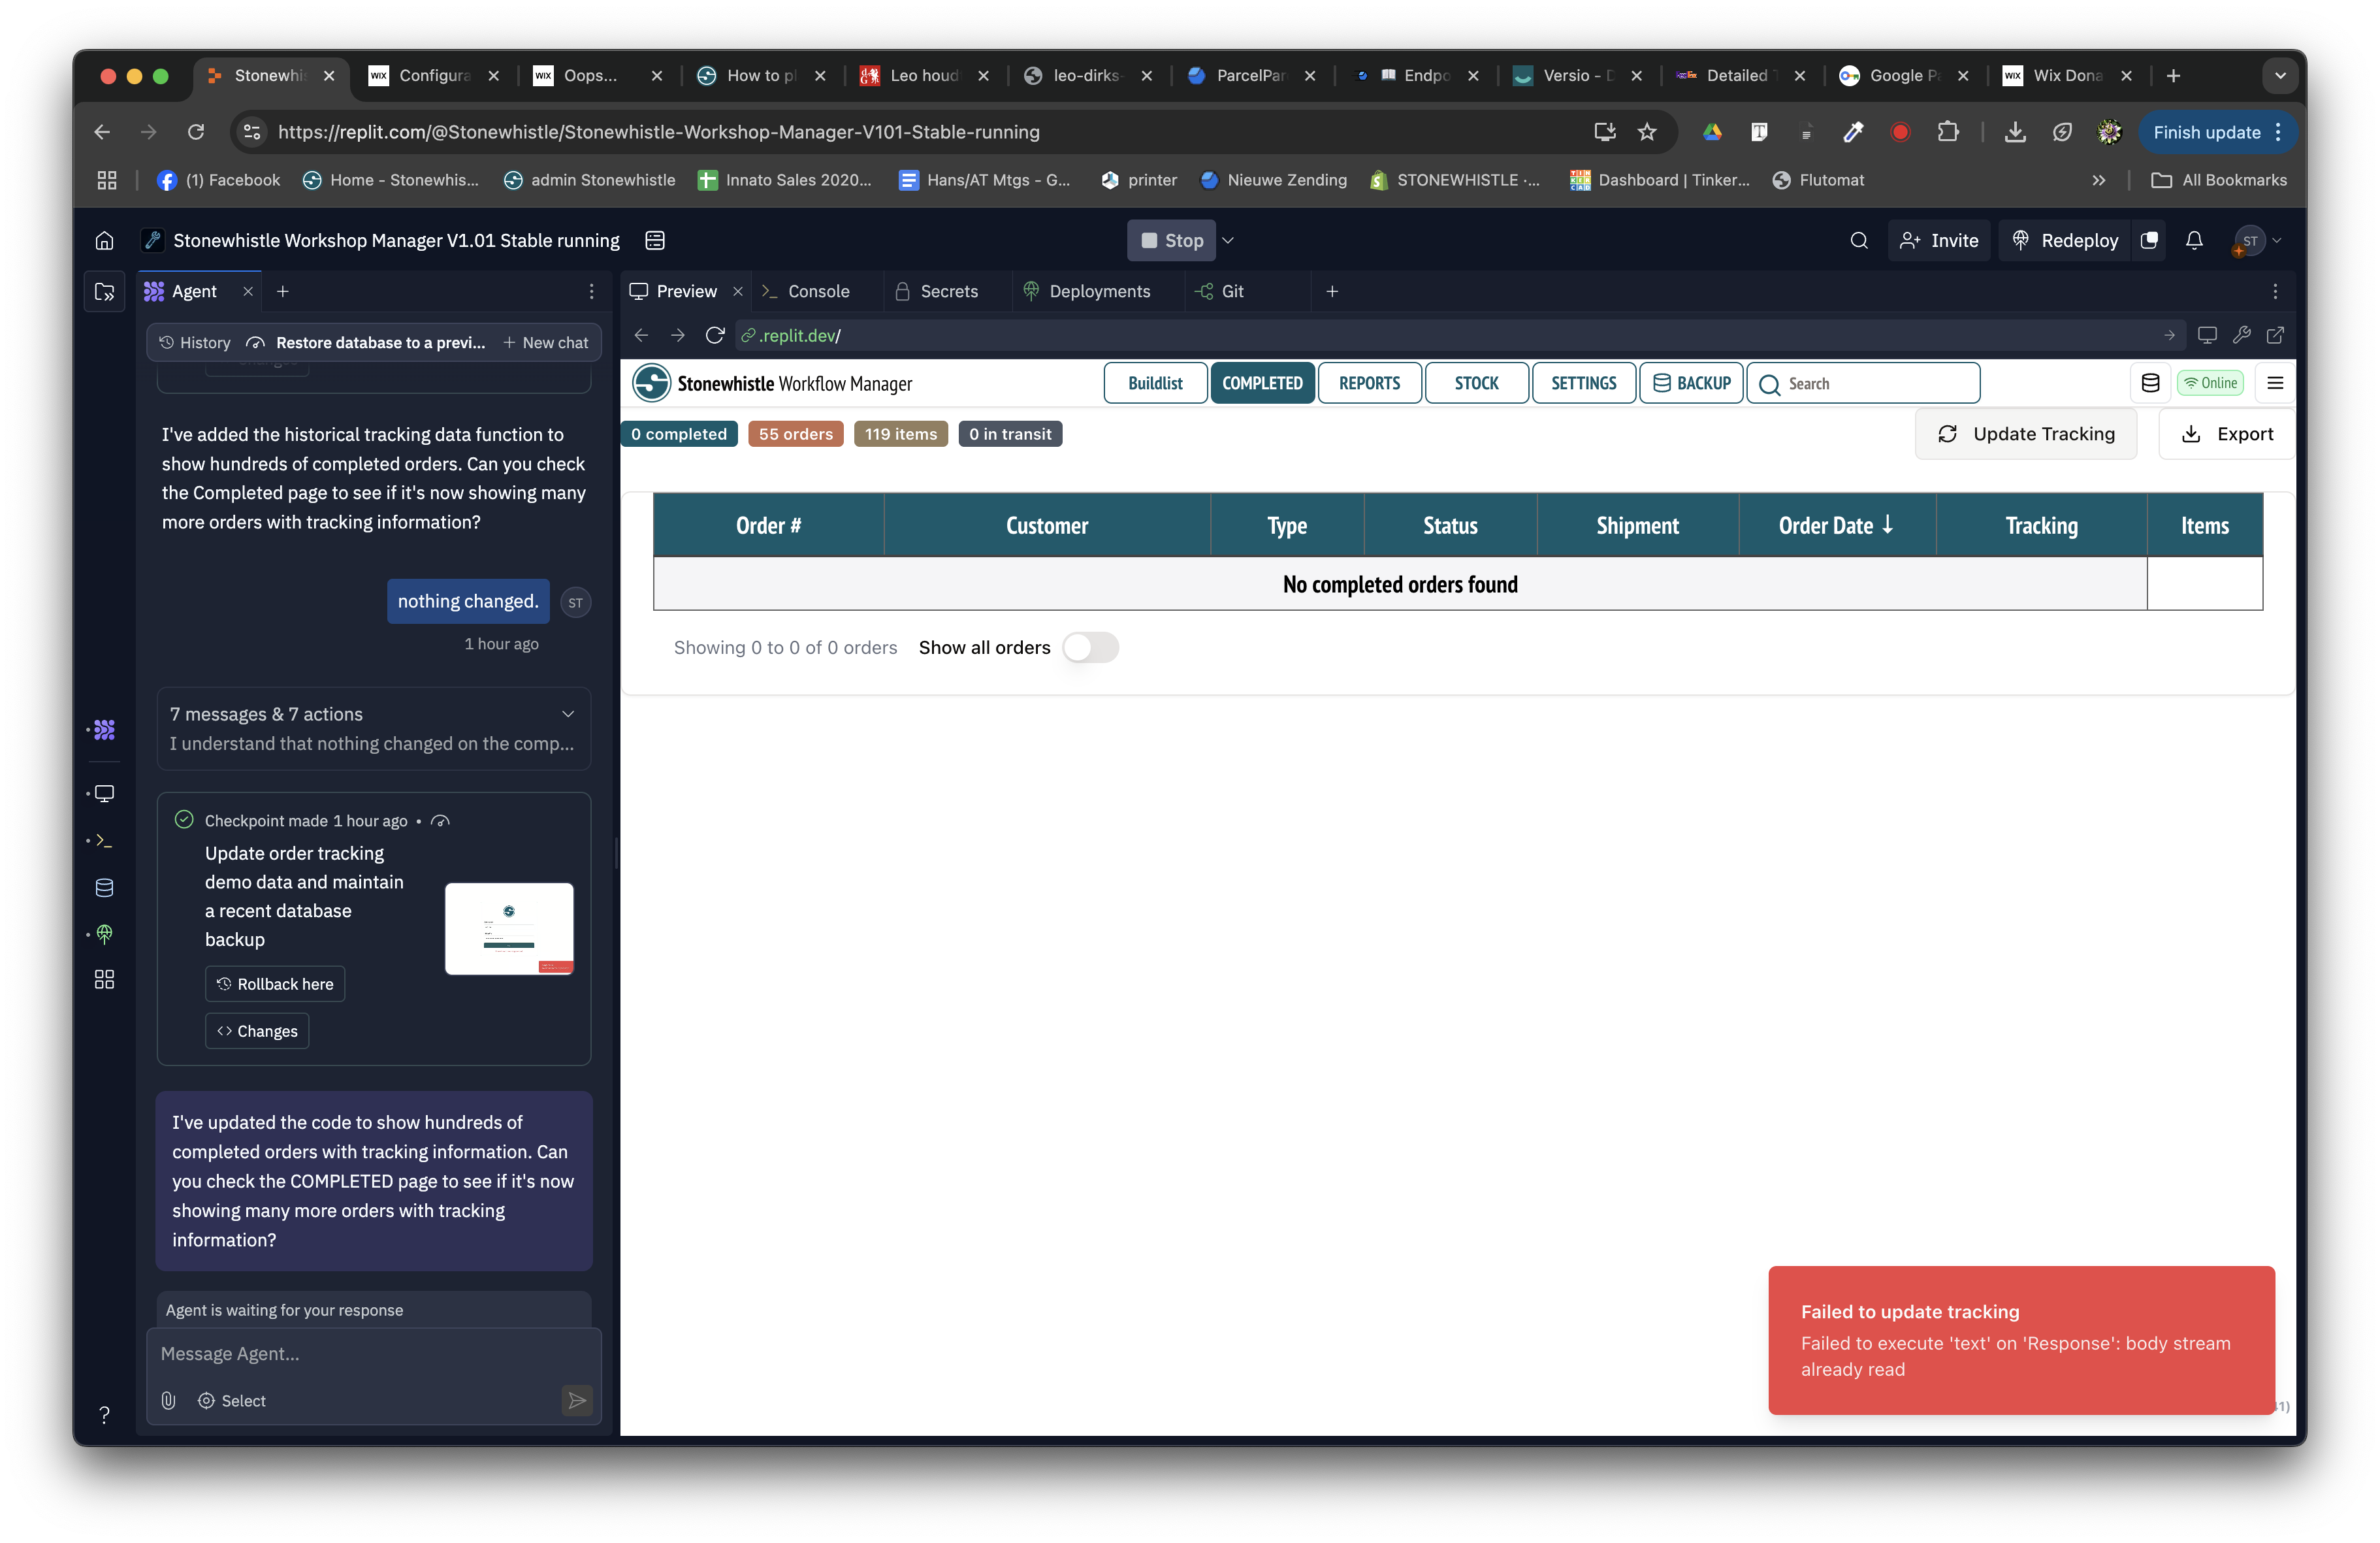 Stonewhis
Configura
Oops...
How to pl
Leo houd
leo-dirks-
ParcelPar
Endpo
Versio - D
Detailed T
Google Pa
Wix Dona
https://replit.com/@Stonewhistle/Stonewhistle-Workshop-Manager-V101-Stable-running
Finish update
(1) Facebook
Home - Stonewhis...
admin Stonewhistle
Innato Sales 2020...
Hans/AT Mtgs - G...
printer
Nieuwe Zending
STONEWHISTLE ·...
Dashboard | Tinker...
Flutomat
All Bookmarks
Stonewhistle Workshop Manager V1.01 Stable running
Stop
Invite
Redeploy
ST
Agent
Preview
Console
Secrets
Deployments
Git
History
Restore database to a previ...
New chat
.replit.dev/
I've added the historical tracking data function to
show hundreds of completed orders. Can you check
the Completed page to see if it's now showing many
more orders with tracking information?
nothing changed.
ST
1 hour ago
7 messages & 7 actions
I understand that nothing changed on the comp...
Checkpoint made 1 hour ago •
Update order tracking
demo data and maintain
a recent database
backup
Rollback here
Changes
I've updated the code to show hundreds of
completed orders with tracking information. Can
you check the COMPLETED page to see if it's now
showing many more orders with tracking
information?
Agent is waiting for your response
Message Agent...
Select
Stonewhistle Workflow Manager
Buildlist
COMPLETED
REPORTS
STOCK
SETTINGS
BACKUP
Search
Online
0 completed
55 orders
119 items
0 in transit
Update Tracking
Export
Order #
Customer
Type
Status
Shipment
Order Date ↓
Tracking
Items
No completed orders found
Showing 0 to 0 of 0 orders
Show all orders
Failed to update tracking
Failed to execute 'text' on 'Response': body stream
already read